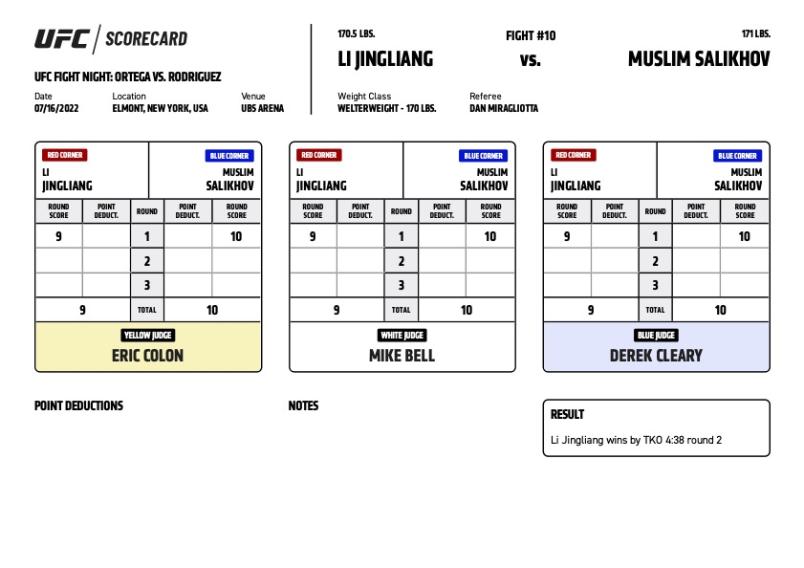 UFC / SCORECARD
UFC FIGHT NIGHT: ORTEGA VS. RODRIGUEZ
Date Location Venue
07/16/2022 ELMONT, NEW YORK, USA UBS ARENA
170.5 LBS. FIGHT #10 171 LBS.
LI JINGLIANG vs. MUSLIM SALIKHOV
Weight Class Referee
WELTERWEIGHT - 170 LBS. DAN MIRAGLIOTTA
RED CORNER BLUE CORNER
LI MUSLIM
JINGLIANG SALIKHOV
ROUND POINT ROUND POINT ROUND
SCORE DEDUCT. DEDUCT. SCORE
9 1 10
2
3
9 TOTAL 10
YELLOW JUDGE
ERIC COLON
RED CORNER BLUE CORNER
LI MUSLIM
JINGLIANG SALIKHOV
ROUND POINT ROUND POINT ROUND
SCORE DEDUCT. DEDUCT. SCORE
9 1 10
2
3
9 TOTAL 10
WHITE JUDGE
MIKE BELL
RED CORNER BLUE CORNER
LI MUSLIM
JINGLIANG SALIKHOV
ROUND POINT ROUND POINT ROUND
SCORE DEDUCT. DEDUCT. SCORE
9 1 10
2
3
9 TOTAL 10
BLUE JUDGE
DEREK CLEARY
POINT DEDUCTIONS
NOTES
RESULT
Li Jingliang wins by TKO 4:38 round 2